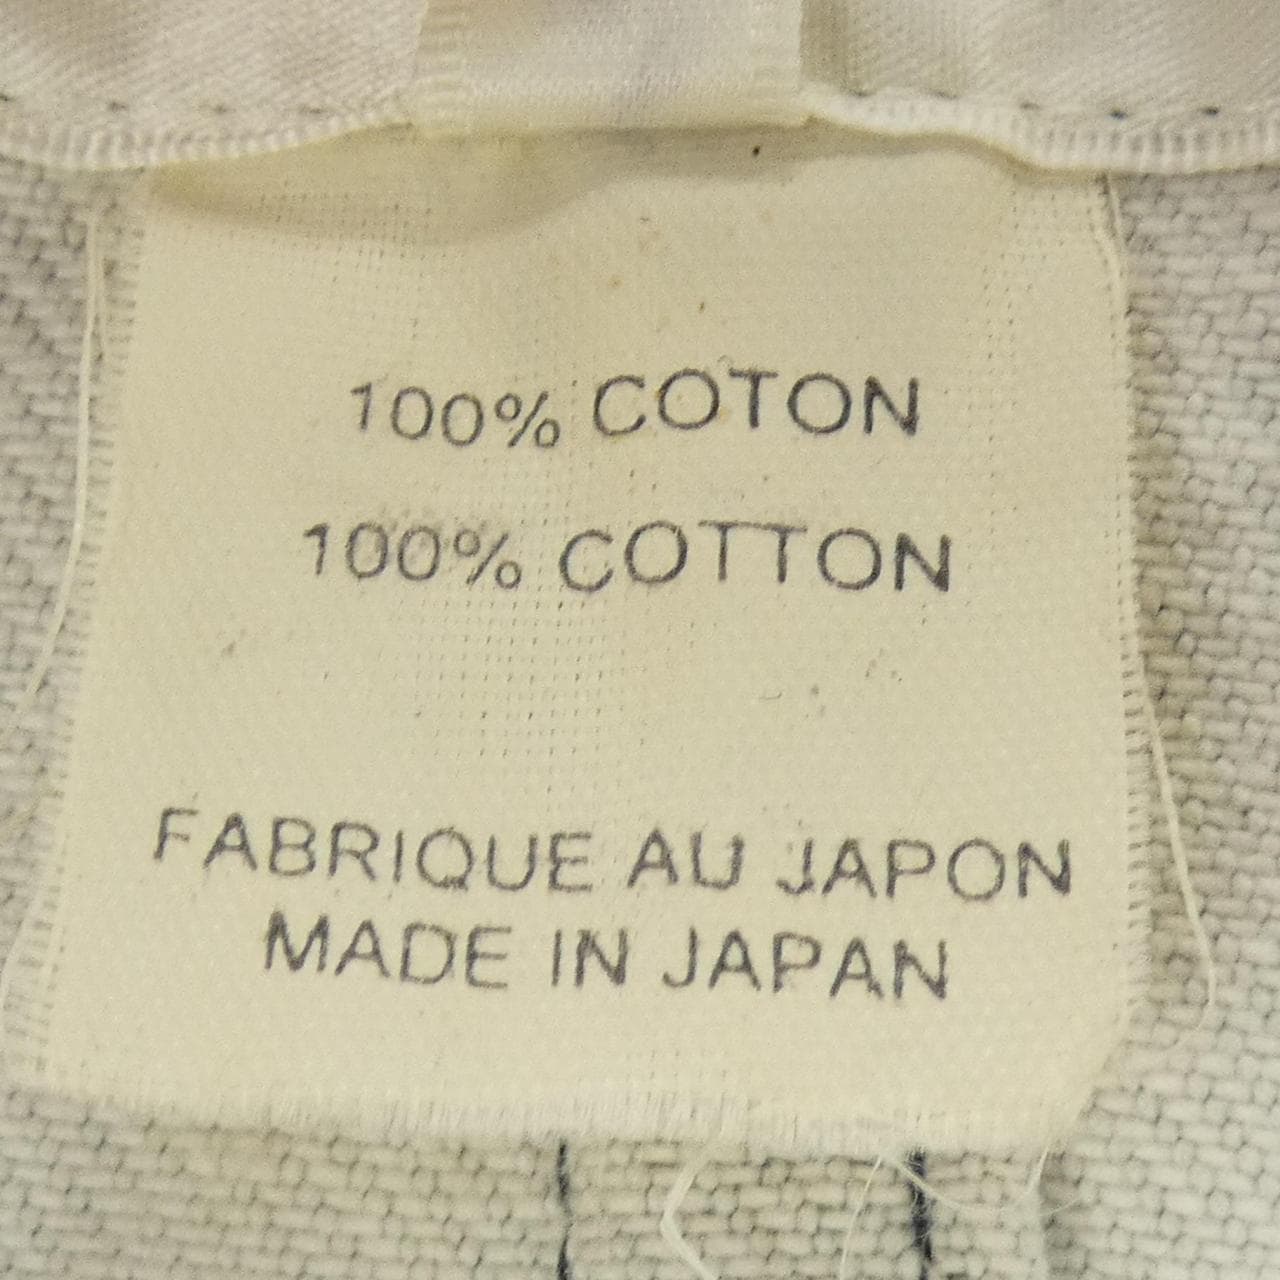 100% COTON
100% COTTON
FABRIQUE AU JAPON
MADE IN JAPAN